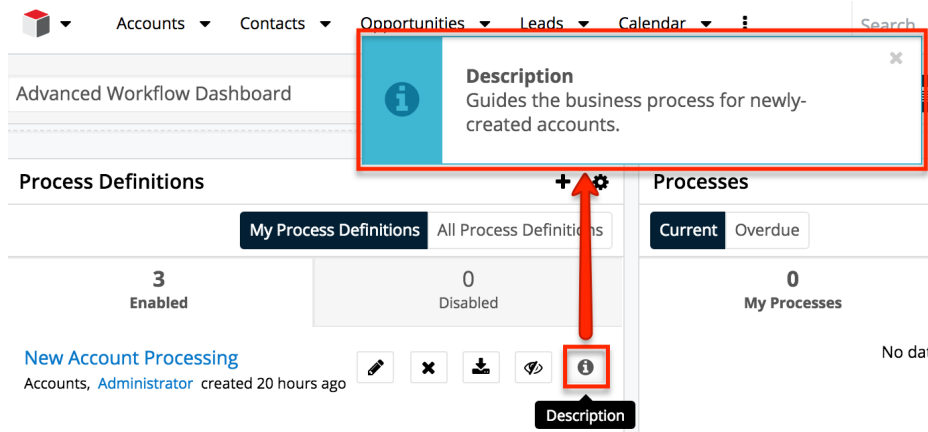 Accounts Contacts Opportunities Leads Calendar Search
Description
Guides the business process for newly-
created accounts.
Advanced Workflow Dashboard
Process Definitions
My Process Definitions All Process Definitions
3
Enabled
0
Disabled
New Account Processing
Accounts, Administrator created 20 hours ago
Description
Processes
Current Overdue
0
My Processes
No dat